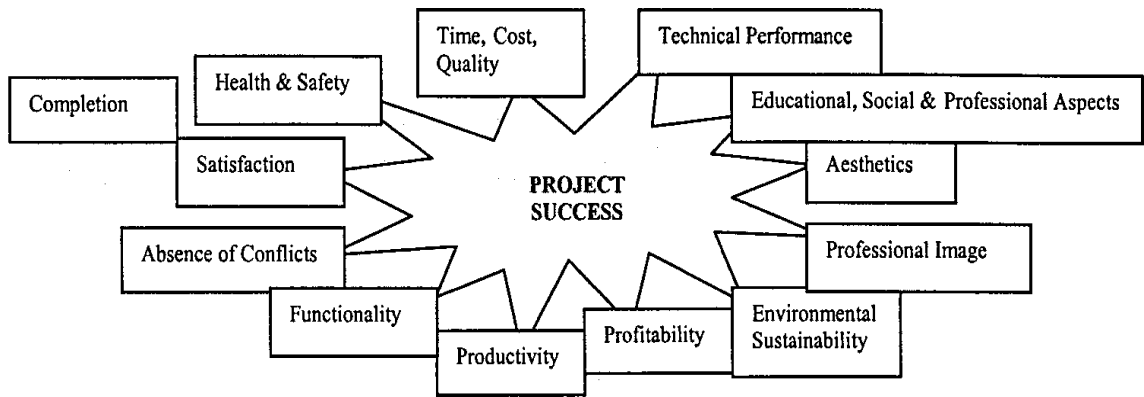 Time, Cost,
Quality
Technical Performance
Health & Safety
Completion
Educational, Social & Professional Aspects
Satisfaction
Aesthetics
PROJECT
SUCCESS
Absence of Conflicts
Professional Image
Functionality
Environmental
Sustainability
Productivity
Profitability